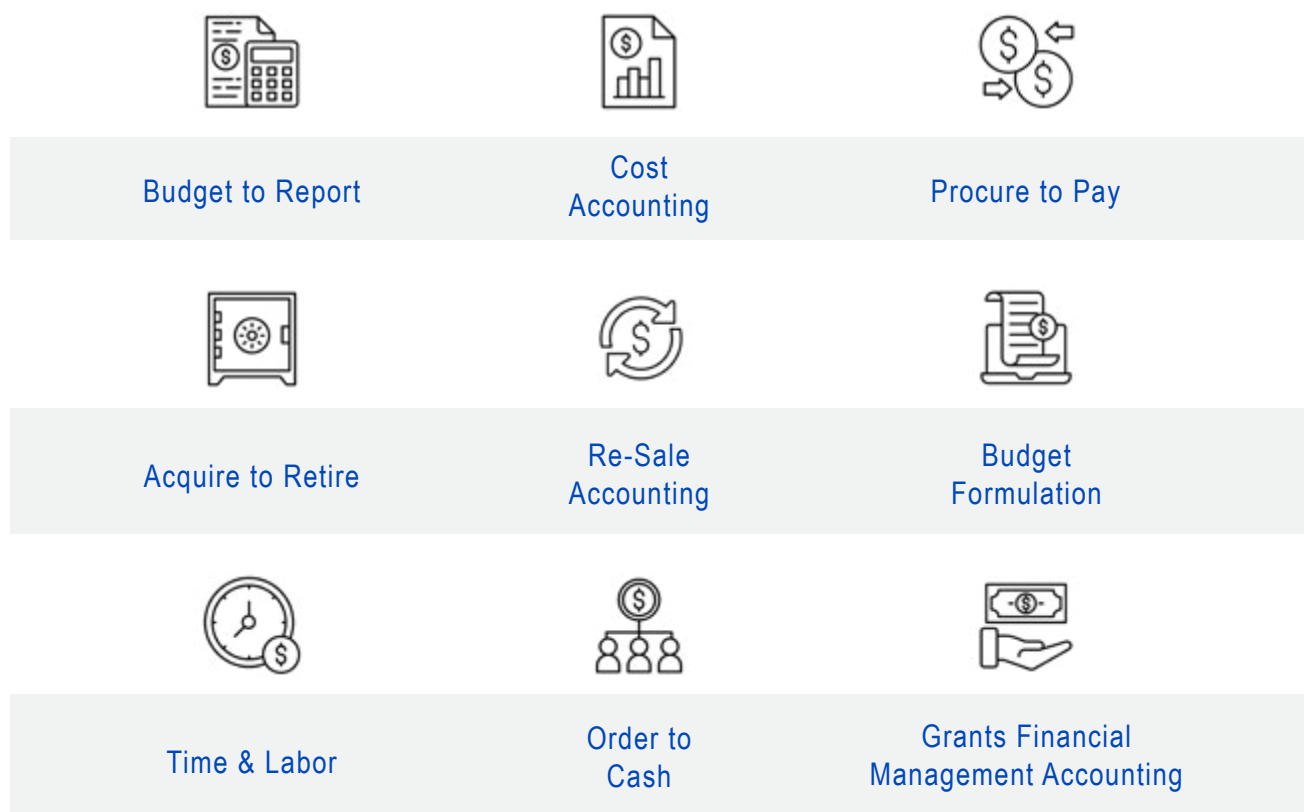 Budget to Report
Cost
Accounting
Procure to Pay
Acquire to Retire
Re-Sale
Accounting
Budget
Formulation
Time & Labor
Order to
Cash
Grants Financial
Management Accounting